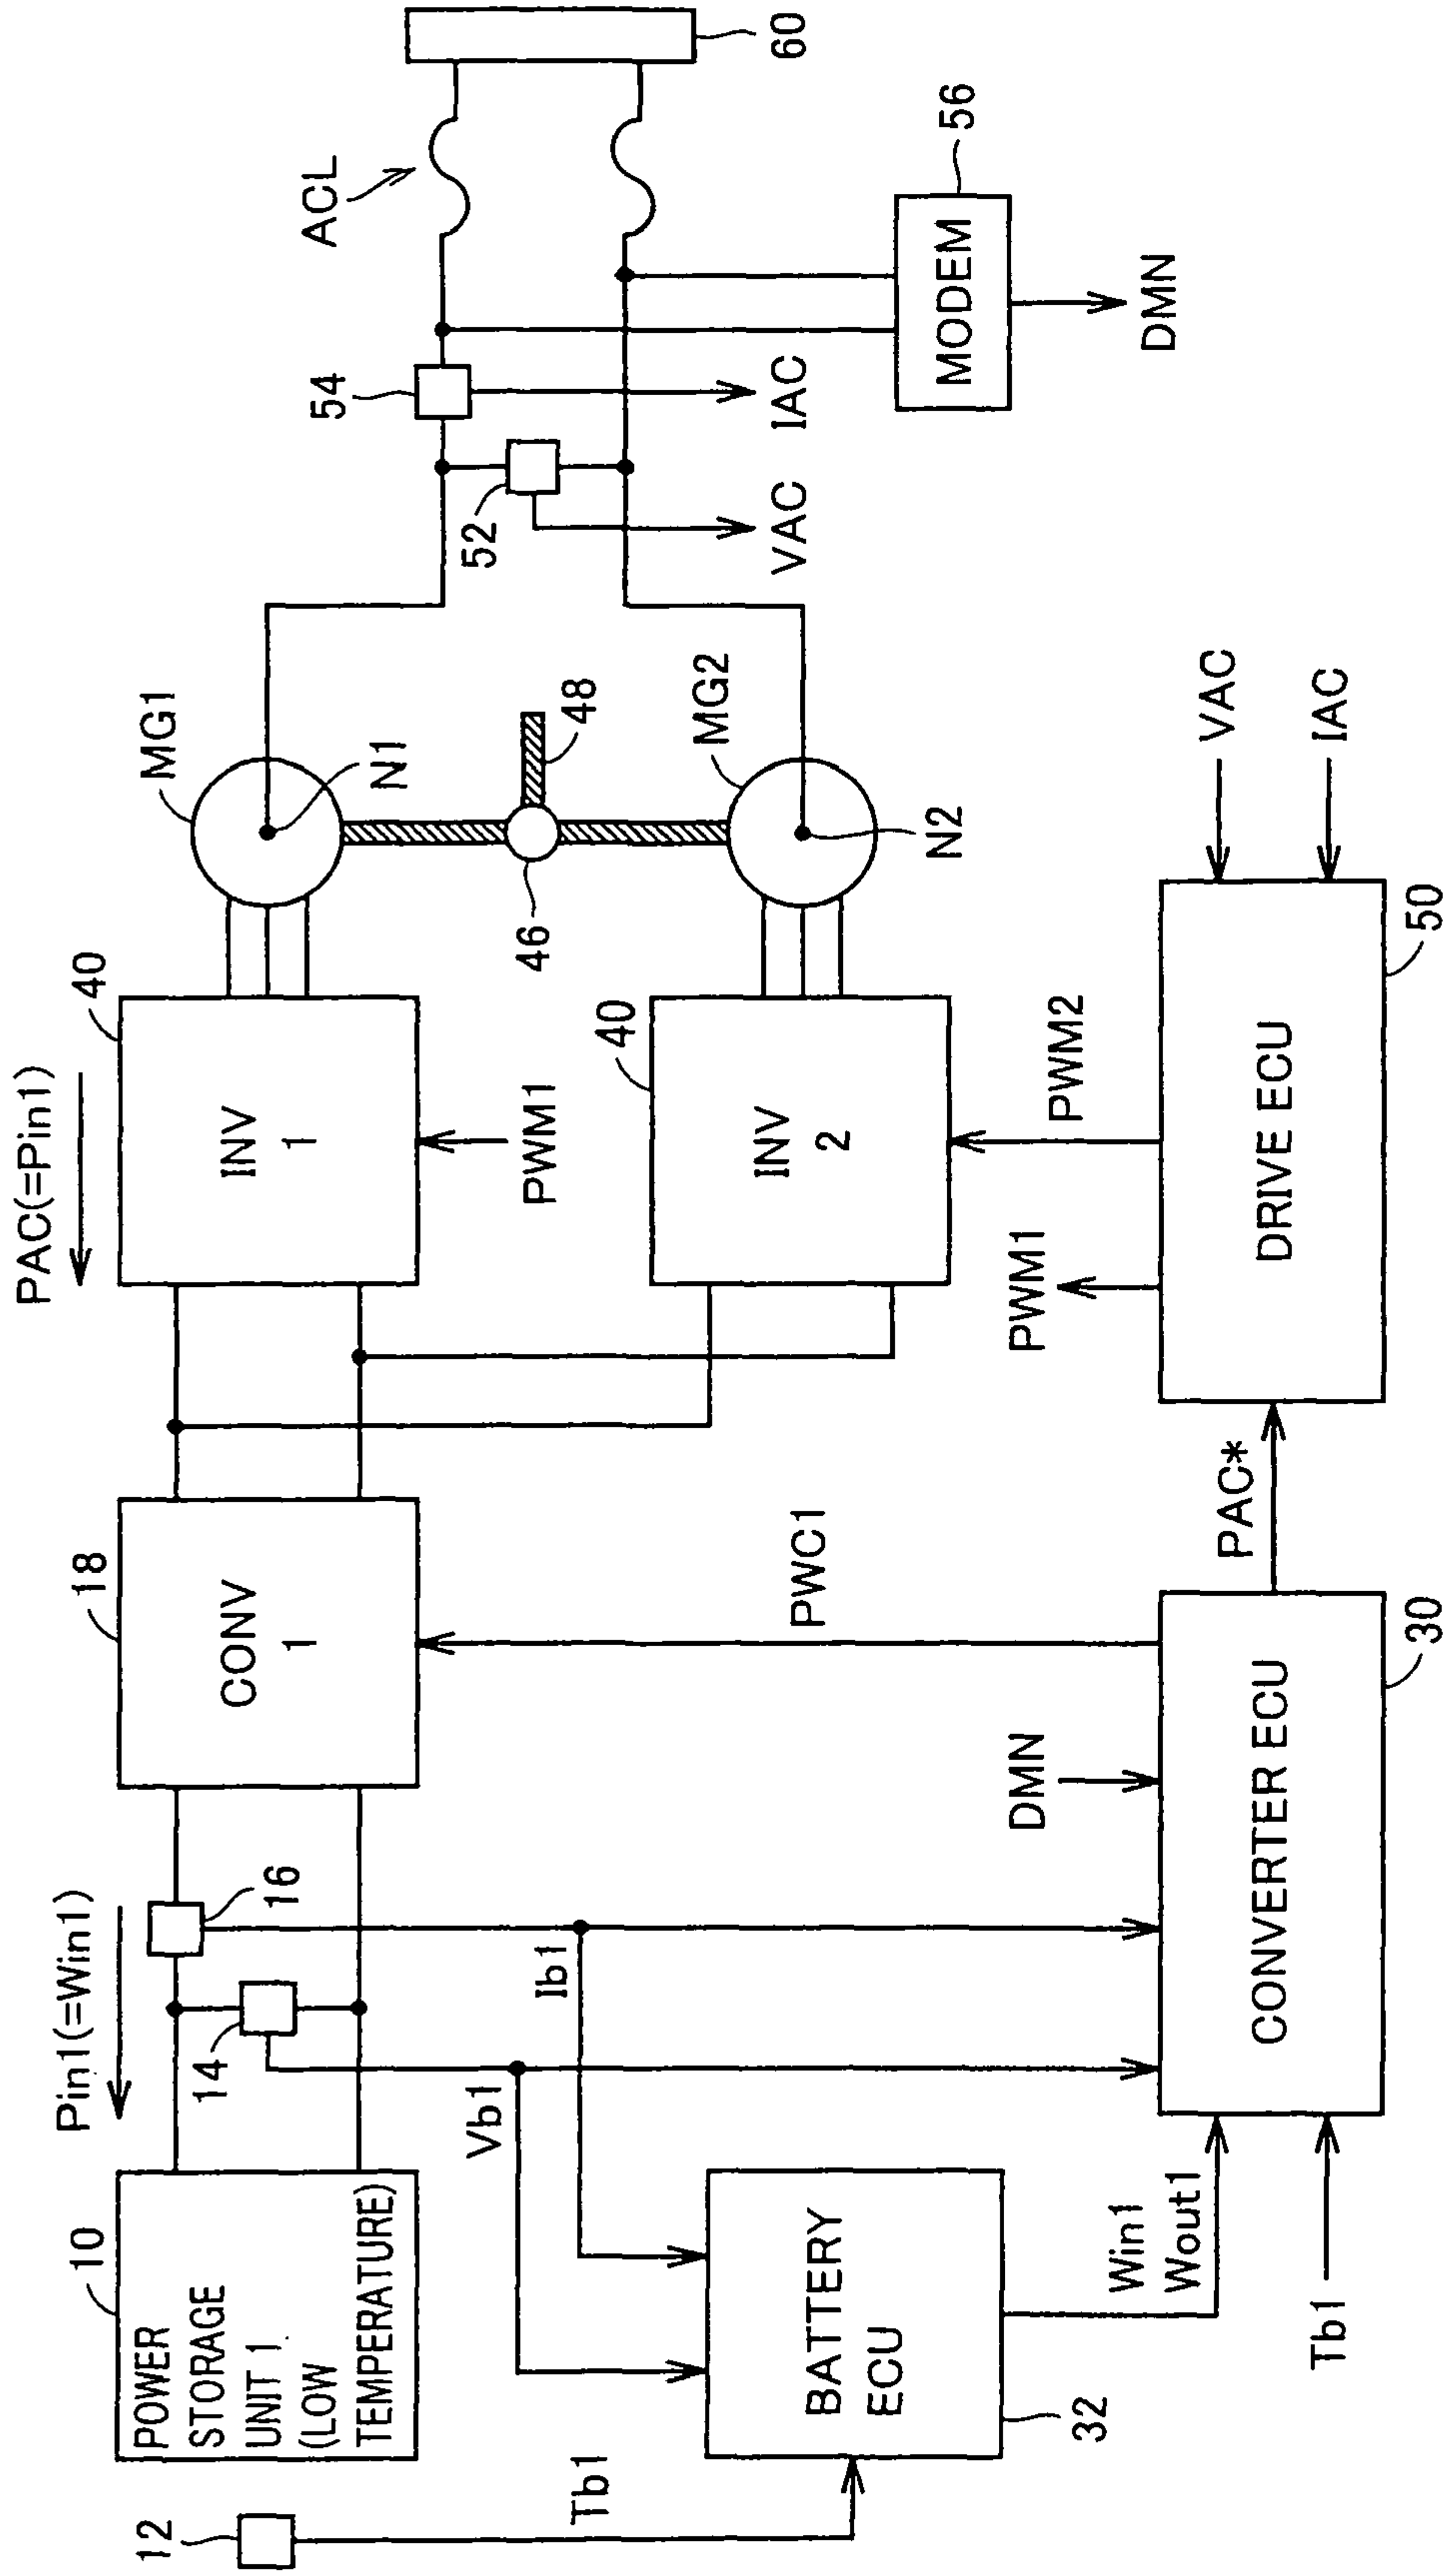 PAC(=Pin1)
Pin1(=Win1)
12
10
POWER
STORAGE
UNIT 1
(LOW
TEMPERATURE)
14
16
18
CONV
1
40
INV
1
PWM1
MG1
N1
46
48
ACL
54
52
60
VAC
IAC
MODEM
56
DMN
40
INV
2
MG2
N2
Tb1
Vb1
Ib1
BATTERY
ECU
32
Win1
Wout1
Tb1
DMN
PWC1
CONVERTER ECU
30
PAC*
PWM1
PWM2
DRIVE ECU
50
VAC
IAC